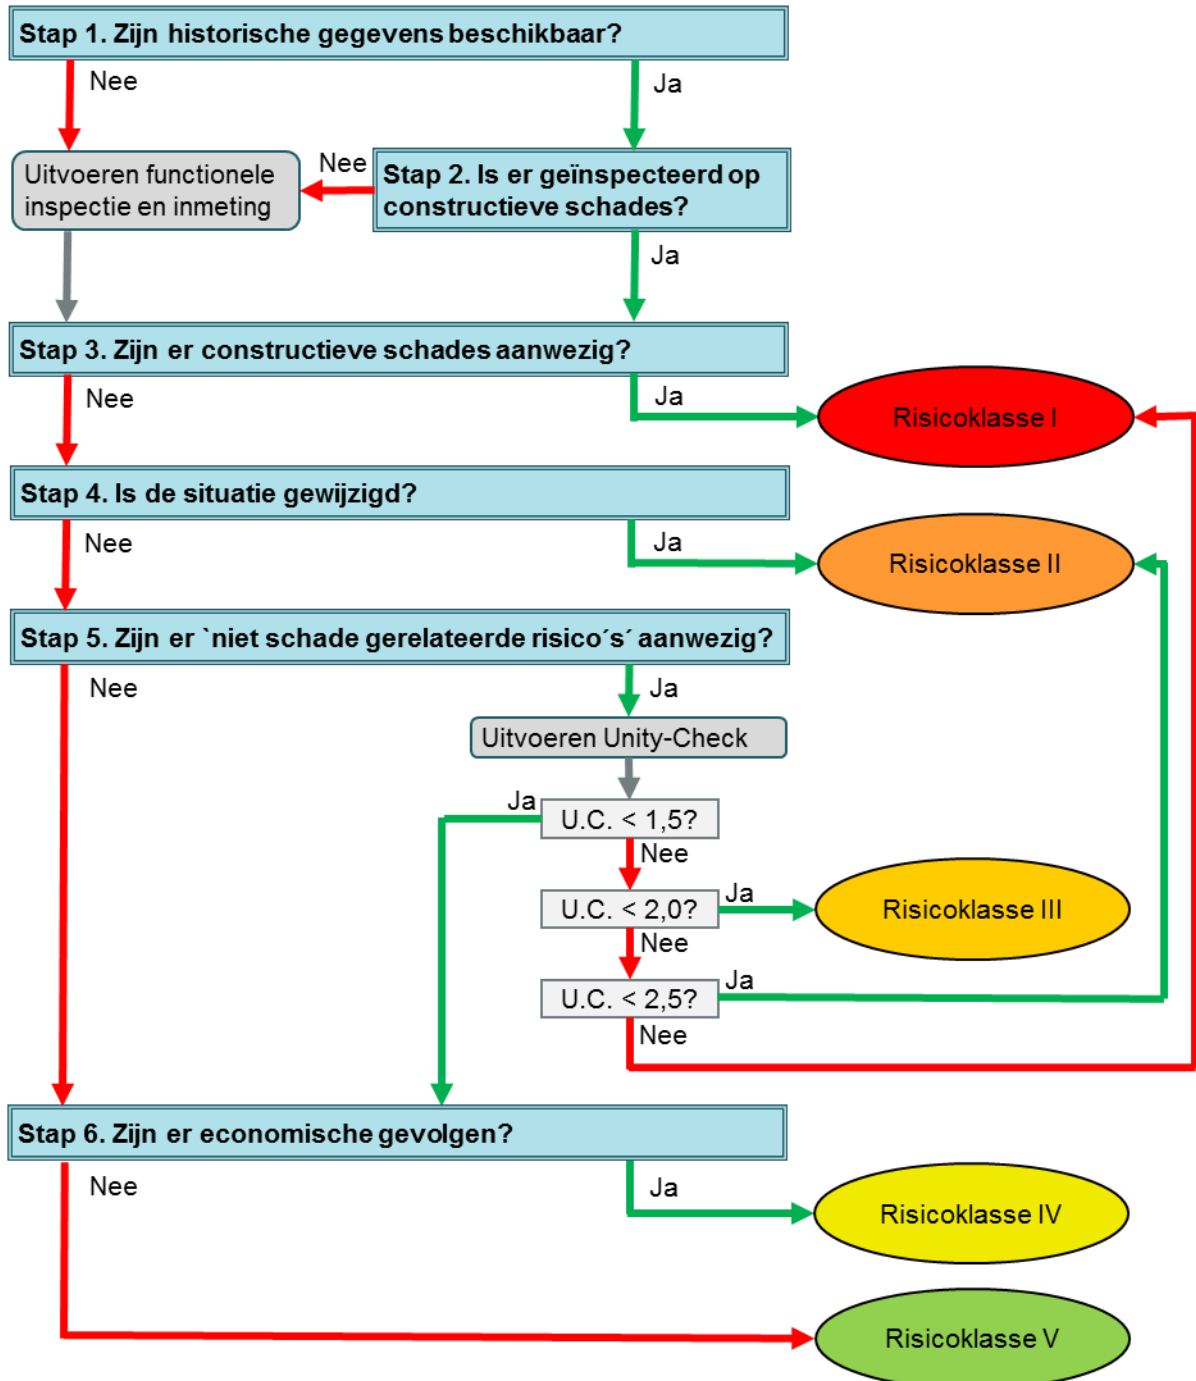 Stap 1. Zijn historische gegevens beschikbaar?
Nee
Ja
Uitvoeren functionele
inspectie en inmeting
Nee
Stap 2. Is er geïnspecteerd op
constructieve schades?
Ja
Stap 3. Zijn er constructieve schades aanwezig?
Nee
Ja
Risicoklasse I
Stap 4. Is de situatie gewijzigd?
Nee
Ja
Risicoklasse II
Stap 5. Zijn er `niet schade gerelateerde risico´s´ aanwezig?
Nee
Ja
Uitvoeren Unity-Check
Ja
U.C. < 1,5?
Nee
U.C. < 2,0?
Ja
Risicoklasse III
Nee
U.C. < 2,5?
Ja
Nee
Stap 6. Zijn er economische gevolgen?
Nee
Ja
Risicoklasse IV
Risicoklasse V